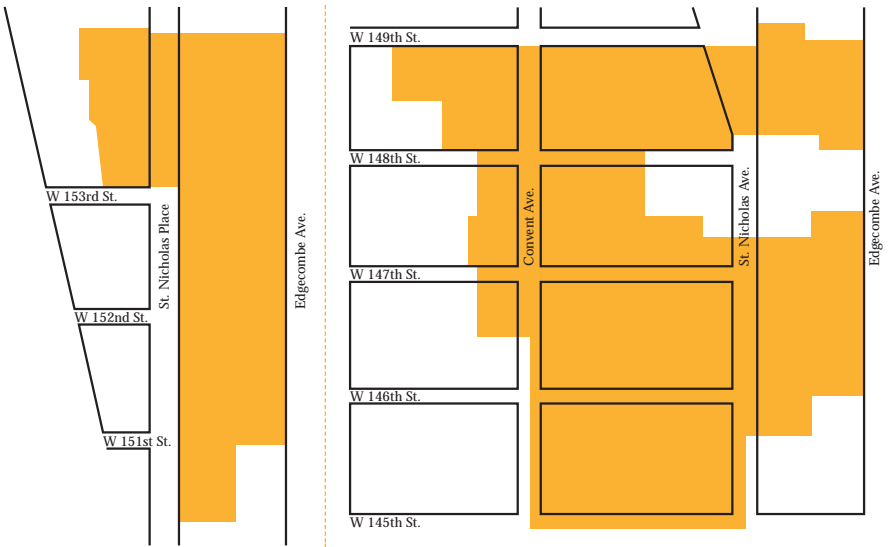 W 153rd St.
W 152nd St.
W 151st St.
St. Nicholas Place
Edgecombe Ave.
W 149th St.
W 148th St.
W 147th St.
W 146th St.
W 145th St.
Convent Ave.
St. Nicholas Ave.
Edgecombe Ave.